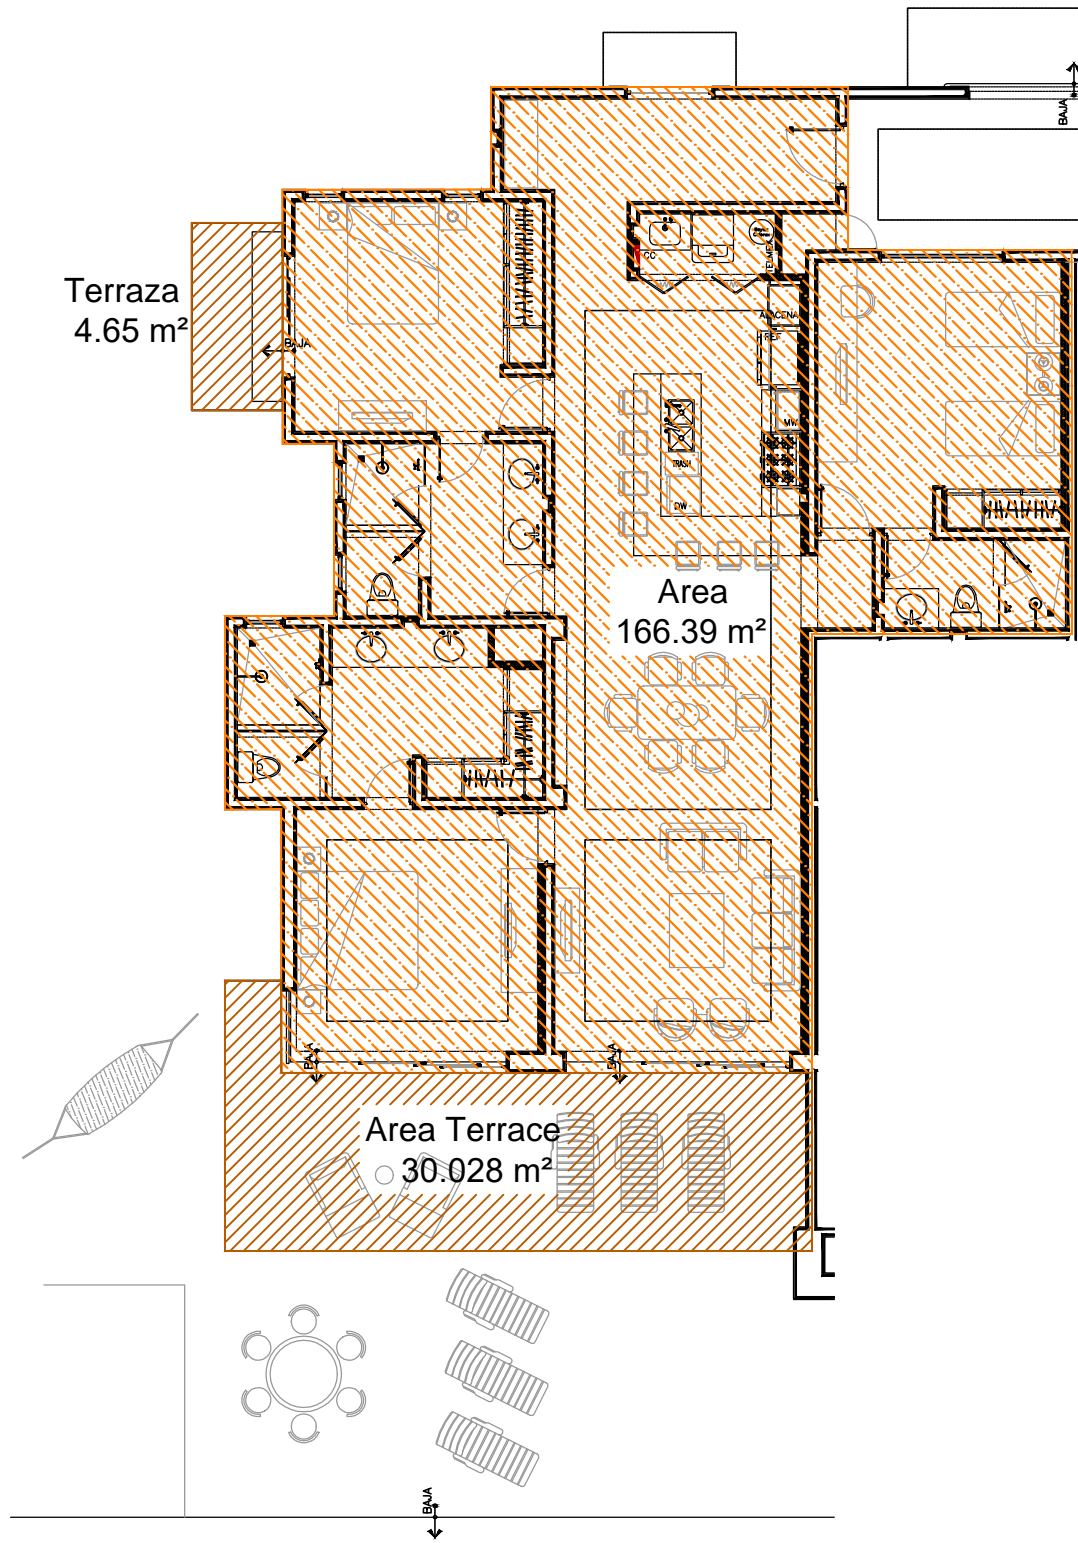 BAJA
Terraza
4.65 m²
BAJA
CC
ALACENA
REF
MW
TRASH
DW
Area
166.39 m²
BAJA
BAJA
Area Terrace
30.028 m²
BAJA